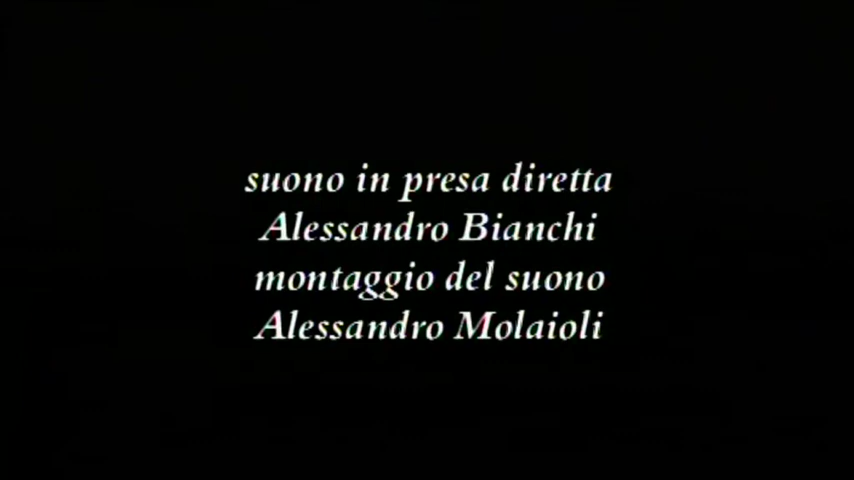 suono in presa diretta
Alessandro Bianchi
montaggio del suono
Alessandro Molaioli